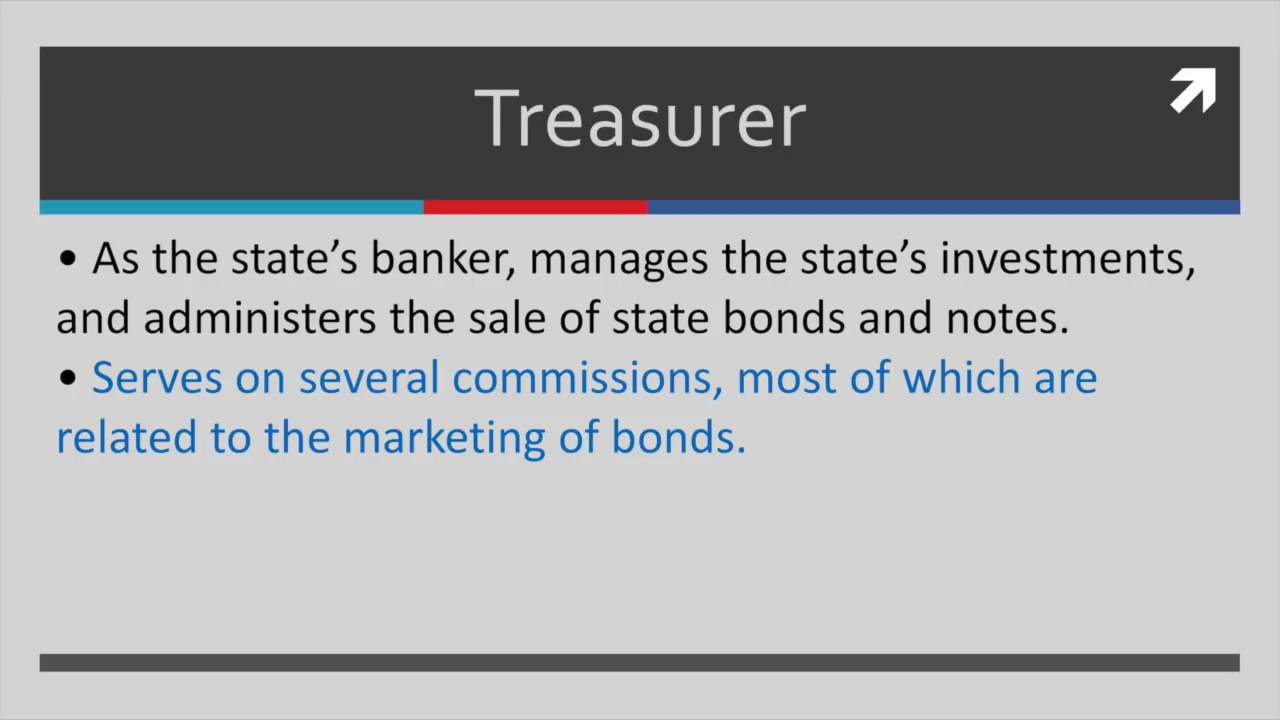 Treasurer
• As the state’s banker, manages the state’s investments,
and administers the sale of state bonds and notes.
• Serves on several commissions, most of which are
related to the marketing of bonds.